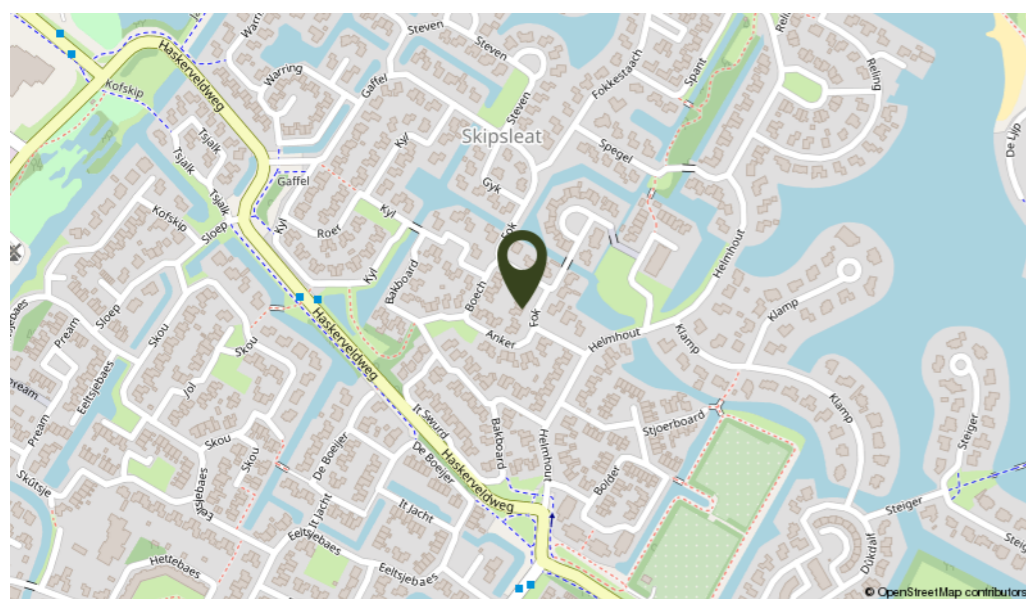 Warring
Steven
Steven
Reling
Haskerveldweg
Warring
Gaffel
Fokkestaach
Spant
Reling
Kofskip
Steven
Tsjalk
Kyl
Skipsleat
De Lijp
Tsjalk
Spegel
Gaffel
Gyk
Tsjalk
Kofskip
Kyl
Sloep
Kyl
Roer
Fok
Helmhout
Kyl
Bakboard
Boech
Klamp
Sloep
Pream
Skou
Eeltsjebaes
Haskerveldweg
Fok
Anker
Helmhout
Klamp
Skou
Pream
Jol
Klamp
It Swurd
Stjoerboard
Steiger
Pream
Skou
Bakboard
Helmhout
De Boeijer
De Boeijer
Skou
Haskerveldweg
Bolder
Skûtsje
Eeltsjebaes
It Jacht
It Jacht
Steiger
Eeltsjebaes
Hettebaes
Eeltsjebaes
Dûkdalf
Steig
© OpenStreetMap contributors